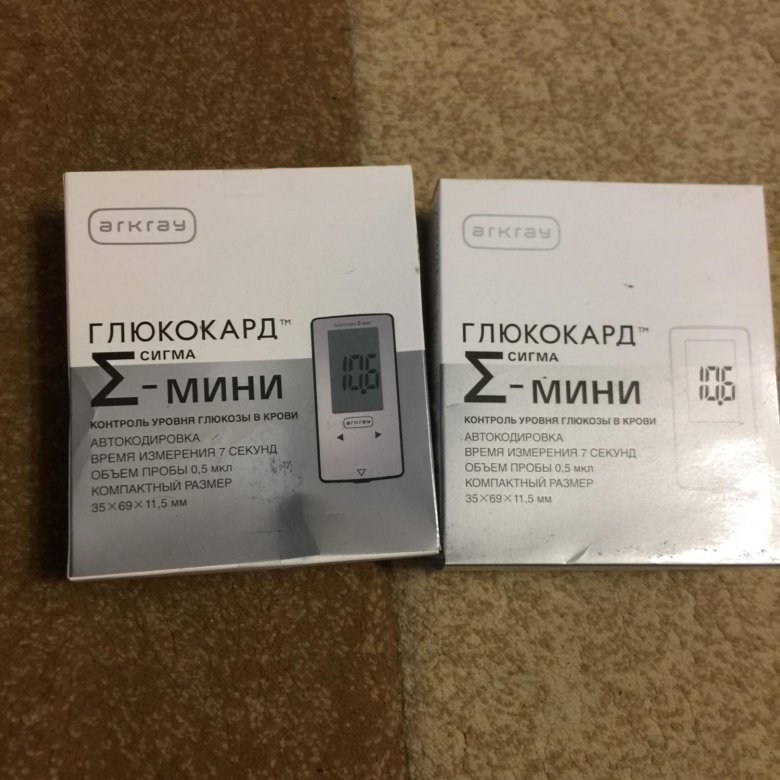 arkray
ГЛЮКОКАРД™
Σ СИГМА
-МИНИ
КОНТРОЛЬ УРОВНЯ ГЛЮКОЗЫ В КРОВИ
АВТОКОДИРОВКА
ВРЕМЯ ИЗМЕРЕНИЯ 7 СЕКУНД
ОБЪЕМ ПРОБЫ 0,5 мкл
КОМПАКТНЫЙ РАЗМЕР
35×69×11,5 мм
10,6
arkray
arkray
ГЛЮКОКАРД™
Σ СИГМА
-МИНИ
КОНТРОЛЬ УРОВНЯ ГЛЮКОЗЫ В КРОВИ
АВТОКОДИРОВКА
ВРЕМЯ ИЗМЕРЕНИЯ 7 СЕКУНД
ОБЪЕМ ПРОБЫ 0,5 мкл
КОМПАКТНЫЙ РАЗМЕР
35×69×11,5 мм
10,6